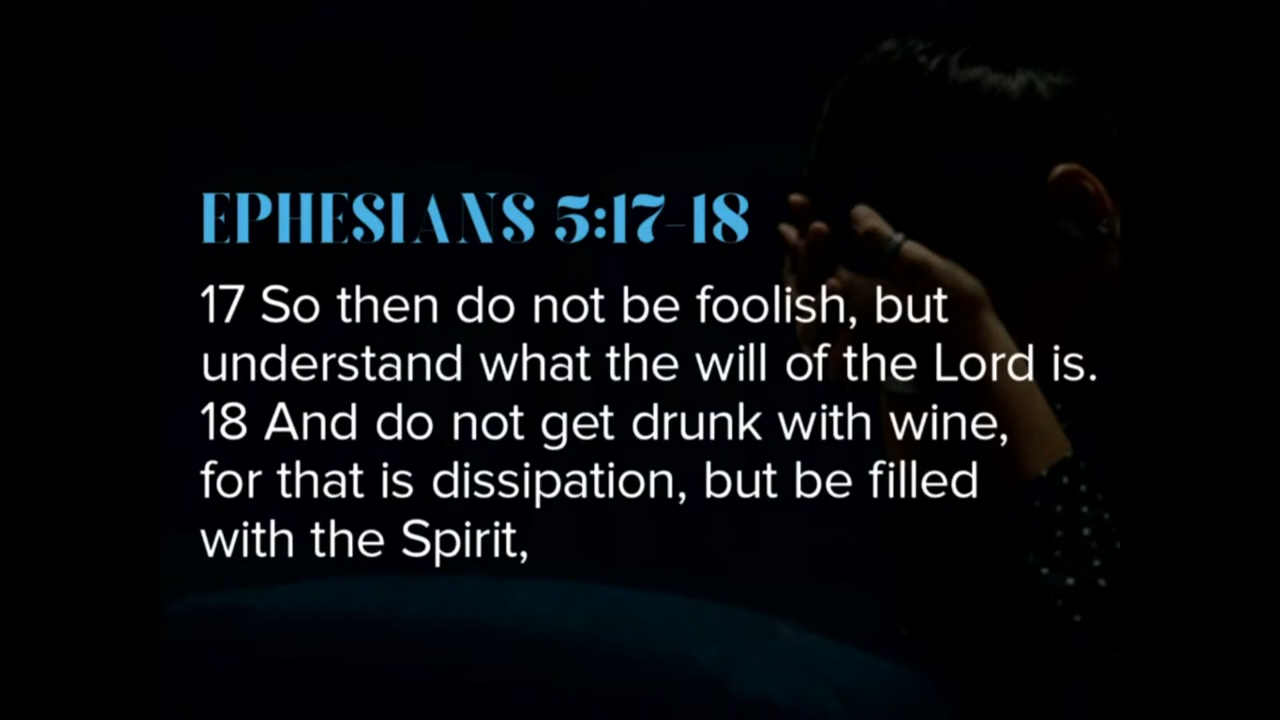 EPHESIANS 5:17-18
17 So then do not be foolish, but
understand what the will of the Lord is.
18 And do not get drunk with wine,
for that is dissipation, but be filled
with the Spirit,